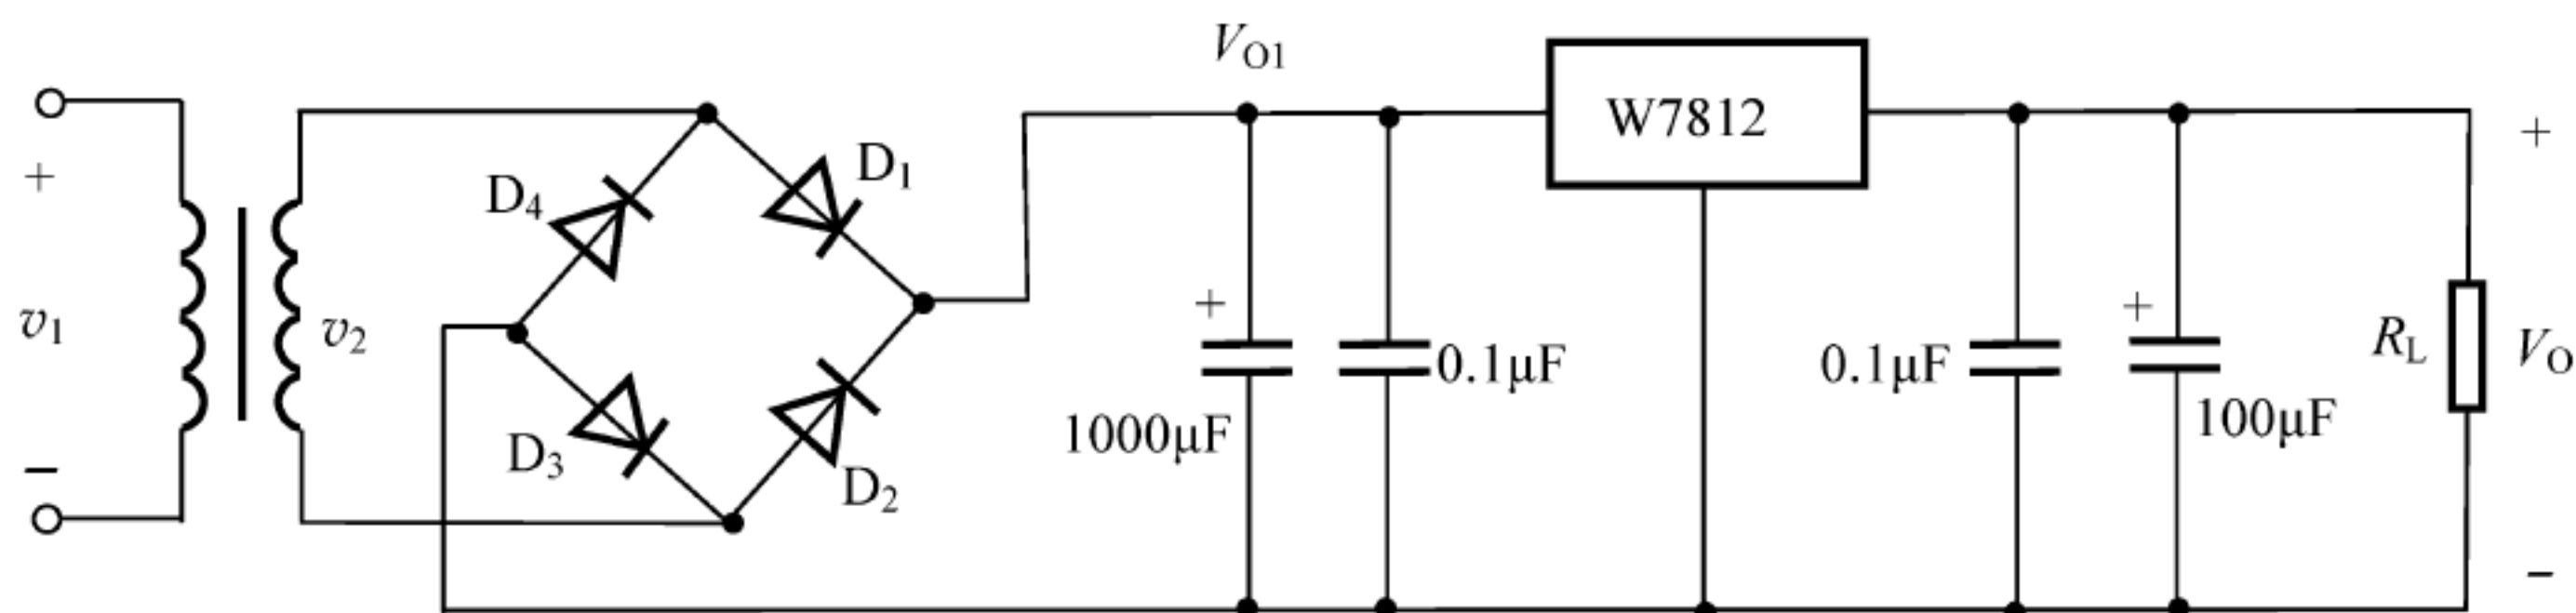 V_O1
W7812
+
+
D_1
D_4
+
+
v_1
v_2
0.1μF
0.1μF
R_L
V_O
1000μF
100μF
D_3
D_2
−
−